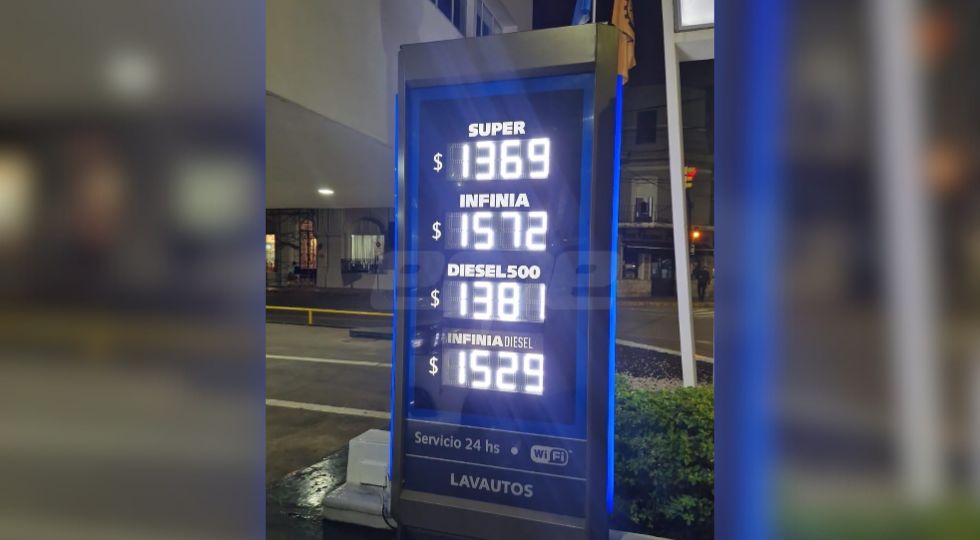 SUPER
$ 1369
INFINIA
$ 1572
DIESEL500
$ 1381
INFINIA DIESEL
$ 1529
Servicio 24 hs • WiFi
LAVAUTOS